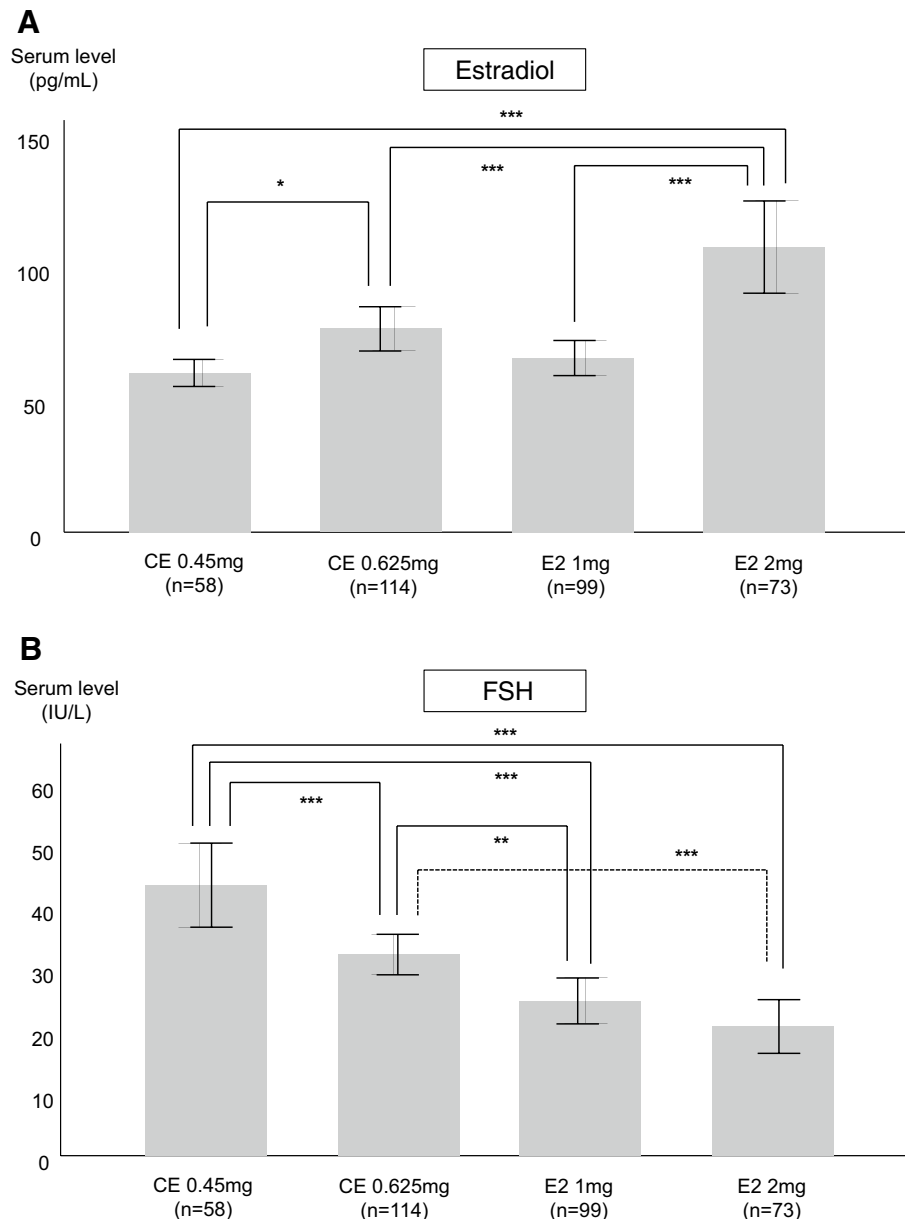 A
Serum level
(pg/mL)
Estradiol
***
150
***
***
*
100
50
0
CE 0.45mg
(n=58)
CE 0.625mg
(n=114)
E2 1mg
(n=99)
E2 2mg
(n=73)
B
Serum level
(IU/L)
FSH
***
60
***
***
**
***
50
40
30
20
10
0
CE 0.45mg
(n=58)
CE 0.625mg
(n=114)
E2 1mg
(n=99)
E2 2mg
(n=73)